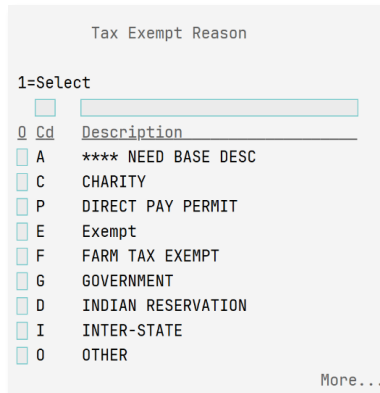 Tax Exempt Reason
1=Select
O Cd Description
A **** NEED BASE DESC
C CHARITY
P DIRECT PAY PERMIT
E Exempt
F FARM TAX EXEMPT
G GOVERNMENT
D INDIAN RESERVATION
I INTER-STATE
O OTHER
More...